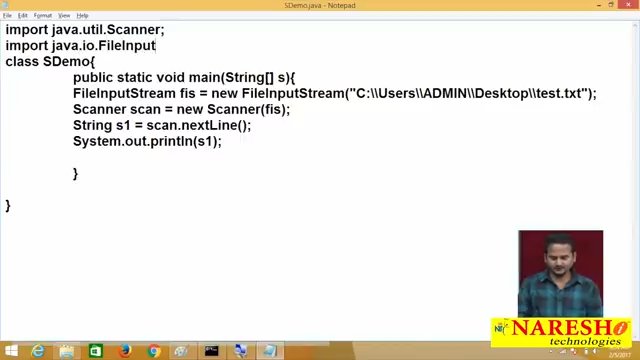 SDemo.java - Notepad
File Edit Format View Help
import java.util.Scanner;
import java.io.FileInput
class SDemo{
public static void main(String[] s){
FileInputStream fis = new FileInputStream("C:\\Users\\ADMIN\\Desktop\\test.txt");
Scanner scan = new Scanner(fis);
String s1 = scan.nextLine();
System.out.println(s1);
}
}
NARESH
technologies
2/9/2017